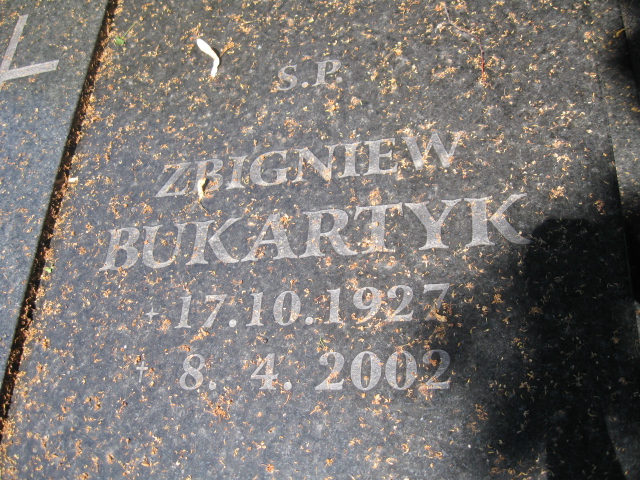 S.P.
ZBIGNIEW
BUKARTYK
+ 17.10.1927
† 8. 4. 2002